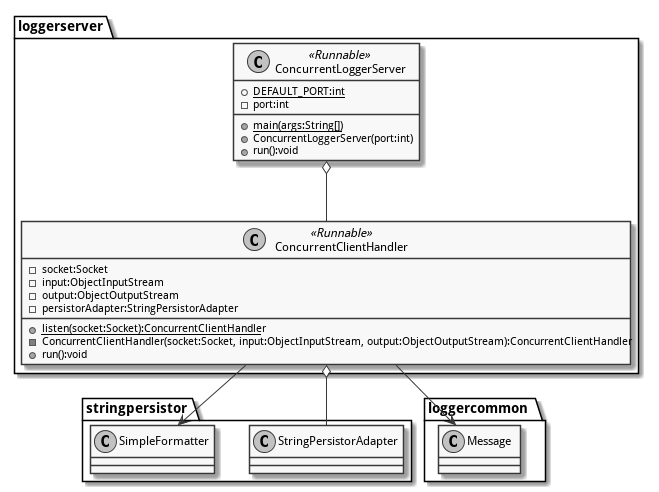 loggerserver
C
«Runnable»
ConcurrentLoggerServer
DEFAULT_PORT:int
port:int
main(args:String[])
ConcurrentLoggerServer(port:int)
run():void
C
«Runnable»
ConcurrentClientHandler
socket:Socket
input:ObjectInputStream
output:ObjectOutputStream
persistorAdapter:StringPersistorAdapter
listen(socket:Socket):ConcurrentClientHandler
ConcurrentClientHandler(socket:Socket, input:ObjectInputStream, output:ObjectOutputStream):ConcurrentClientHandler
run():void
stringpersistor
C SimpleFormatter
C StringPersistorAdapter
loggercommon
C Message